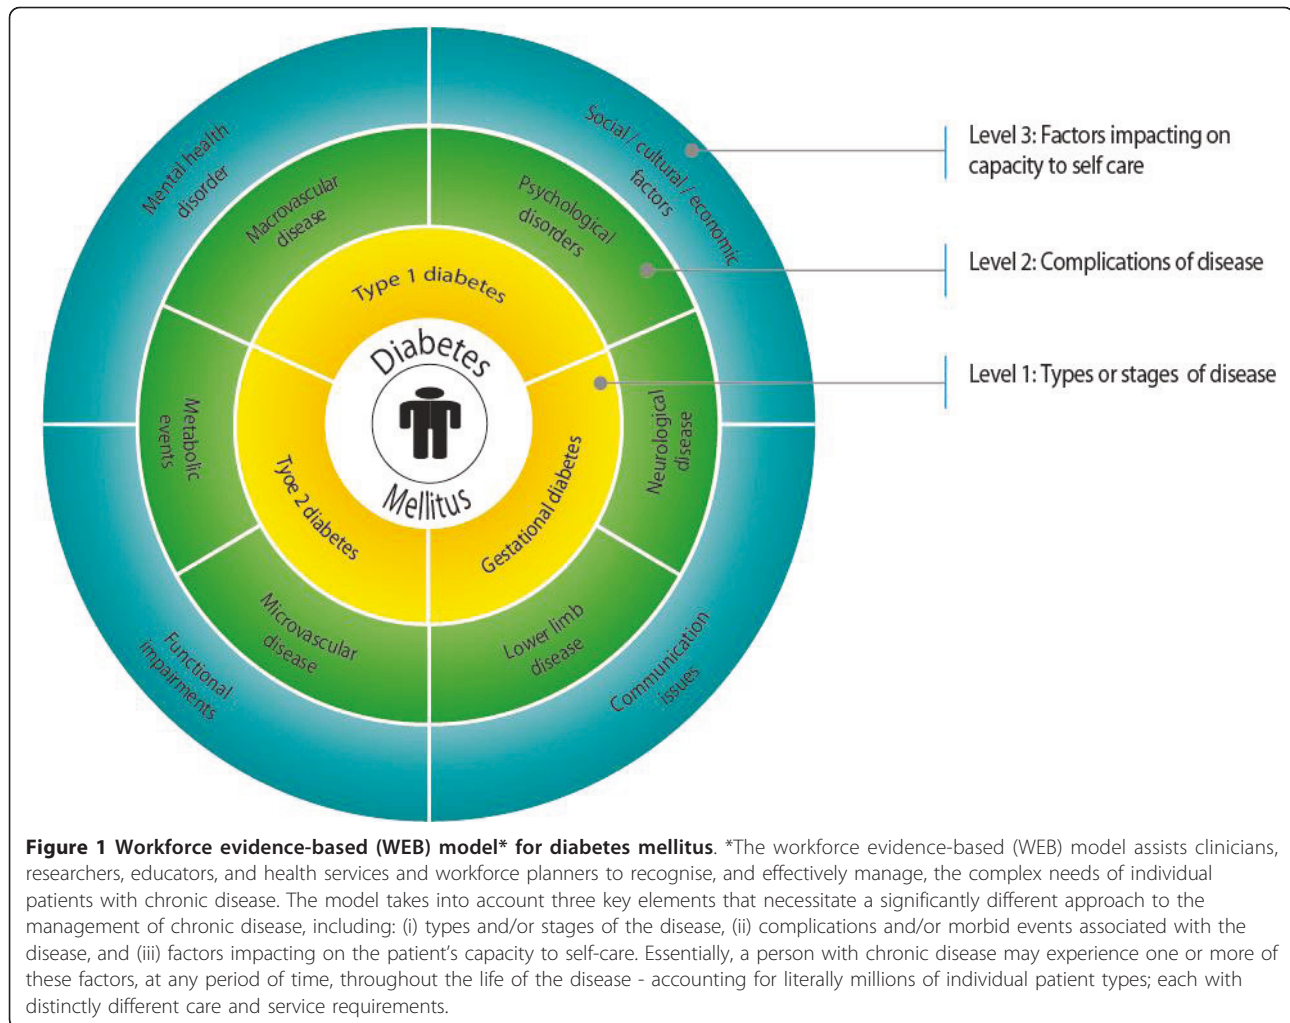 Mental health
disorder
Social / cultural / economic
factors
Macrovascular
disease
Psychological
disorders
Type 1 diabetes
Diabetes
Mellitus
Metabolic
events
Neurological
disease
Tyoe 2 diabetes
Gestational diabetes
Microvascular
disease
Lower limb
disease
Functional
impairments
Communication
issues
Level 3: Factors impacting on
capacity to self care
Level 2: Complications of disease
Level 1: Types or stages of disease
Figure 1 Workforce evidence-based (WEB) model* for diabetes mellitus. *The workforce evidence-based (WEB) model assists clinicians,
researchers, educators, and health services and workforce planners to recognise, and effectively manage, the complex needs of individual
patients with chronic disease. The model takes into account three key elements that necessitate a significantly different approach to the
management of chronic disease, including: (i) types and/or stages of the disease, (ii) complications and/or morbid events associated with the
disease, and (iii) factors impacting on the patient's capacity to self-care. Essentially, a person with chronic disease may experience one or more of
these factors, at any period of time, throughout the life of the disease - accounting for literally millions of individual patient types; each with
distinctly different care and service requirements.